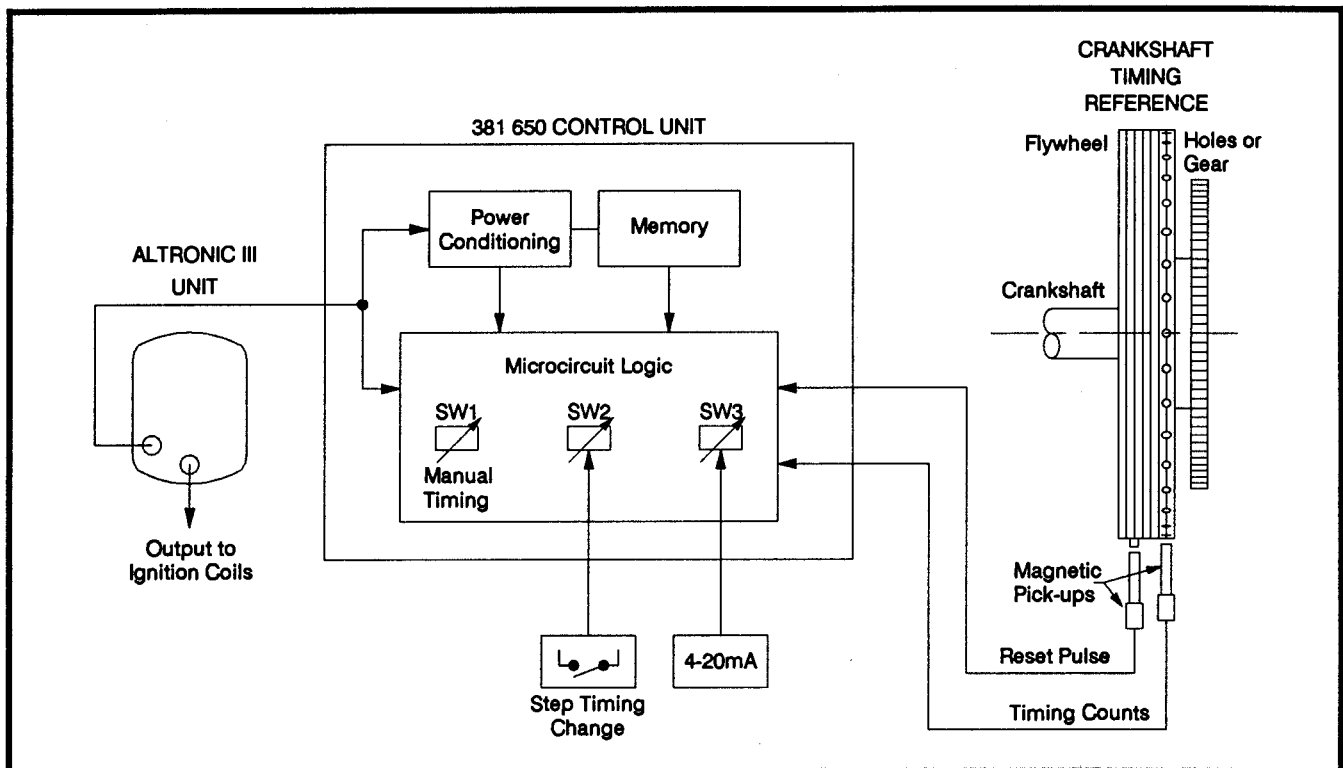 CRANKSHAFT
TIMING
REFERENCE
381 650 CONTROL UNIT
Flywheel
Holes or
Gear
Power
Conditioning
Memory
ALTRONIC III
UNIT
Crankshaft
Microcircuit Logic
SW1
SW2
SW3
Manual
Timing
Output to
Ignition Coils
Magnetic
Pick-ups
4-20mA
Reset Pulse
Step Timing
Change
Timing Counts